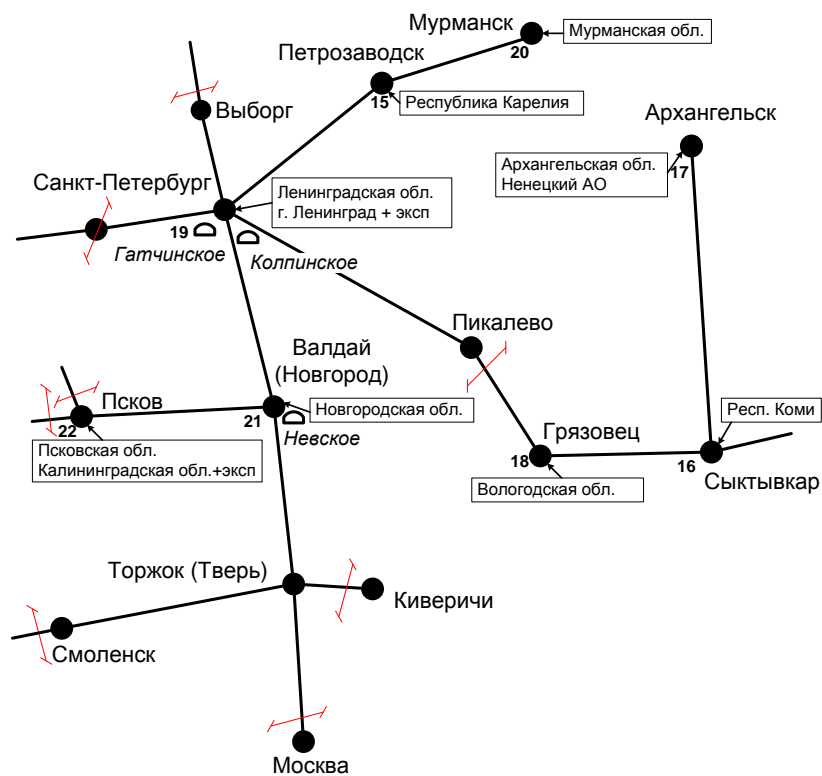 Мурманск
20
Мурманская обл.
Петрозаводск
15
Республика Карелия
Выборг
Архангельск
17
Архангельская обл.
Ненецкий АО
Санкт-Петербург
19
Ленинградская обл.
г. Ленинград + эксп
Гатчинское
Колпинское
Пикалево
Валдай
(Новгород)
21
Новгородская обл.
Невское
Псков
22
Псковская обл.
Калининградская обл.+эксп
Грязовец
18
Вологодская обл.
Респ. Коми
16
Сыктывкар
Торжок (Тверь)
Киверичи
Смоленск
Москва